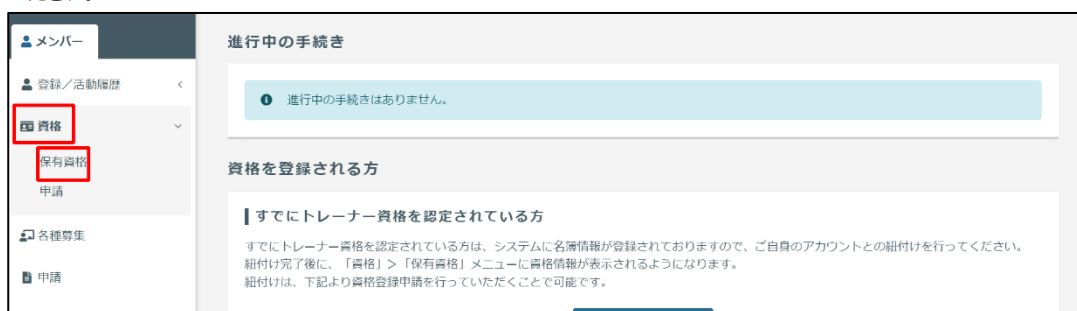 メンバー
登録／活動履歴
資格
保有資格
申請
各種募集
申請
進行中の手続き
進行中の手続きはありません。
資格を登録される方
すでにトレーナー資格を認定されている方
すでにトレーナー資格を認定されている方は、システムに名簿情報が登録されておりますので、ご自身のアカウントとの紐付けを行ってください。
紐付け完了後に、「資格」＞「保有資格」メニューに資格情報が表示されるようになります。
紐付けは、下記より資格登録申請を行っていただくことで可能です。